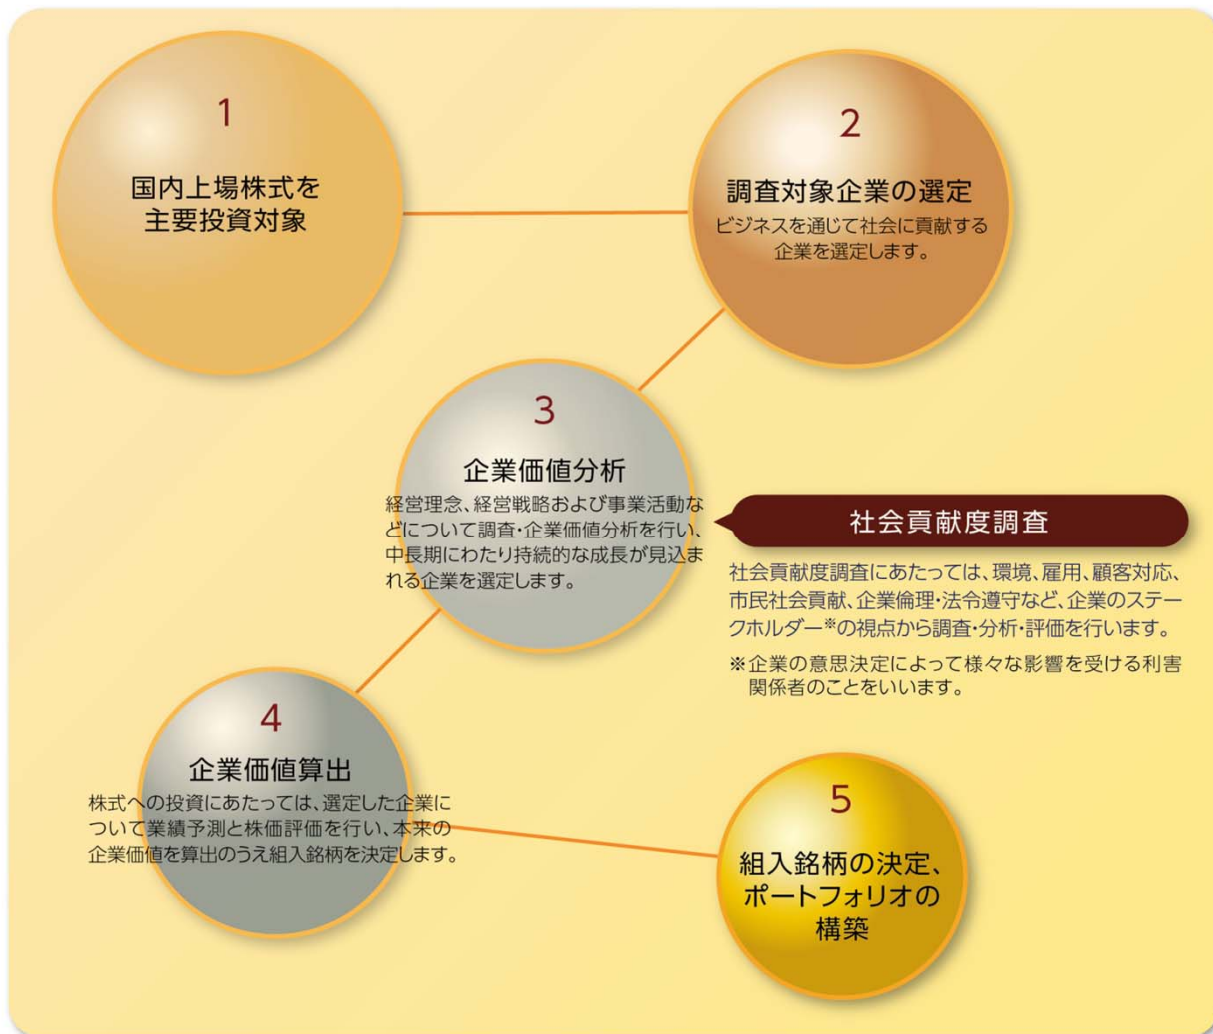 1
国内上場株式を
主要投資対象
2
調査対象企業の選定
ビジネスを通じて社会に貢献する
企業を選定します。
3
企業価値分析
経営理念、経営戦略および事業活動な
どについて調査・企業価値分析を行い、
中長期にわたり持続的な成長が見込ま
れる企業を選定します。
社会貢献度調査
社会貢献度調査にあたっては、環境、雇用、顧客対応、
市民社会貢献、企業倫理・法令遵守など、企業のステー
クホルダー※の視点から調査・分析・評価を行います。
※企業の意思決定によって様々な影響を受ける利害
関係者のことをいいます。
4
企業価値算出
株式への投資にあたっては、選定した企業に
ついて業績予測と株価評価を行い、本来の
企業価値を算出のうえ組入銘柄を決定します。
5
組入銘柄の決定、
ポートフォリオの
構築